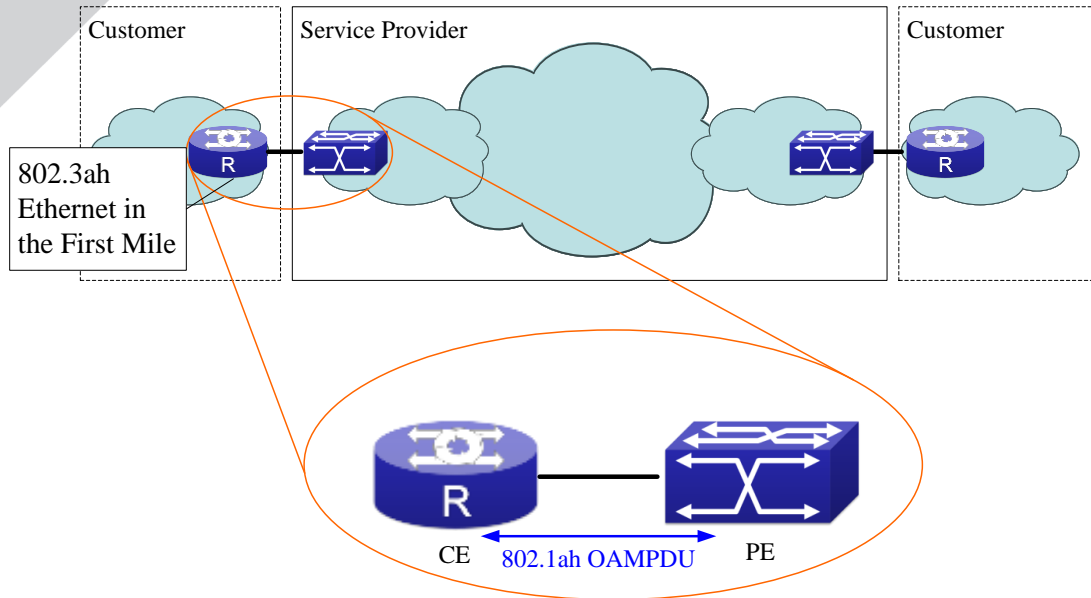 Customer
Service Provider
Customer
R
R
802.3ah
Ethernet in
the First Mile
R
CE
802.1ah OAMPDU
PE